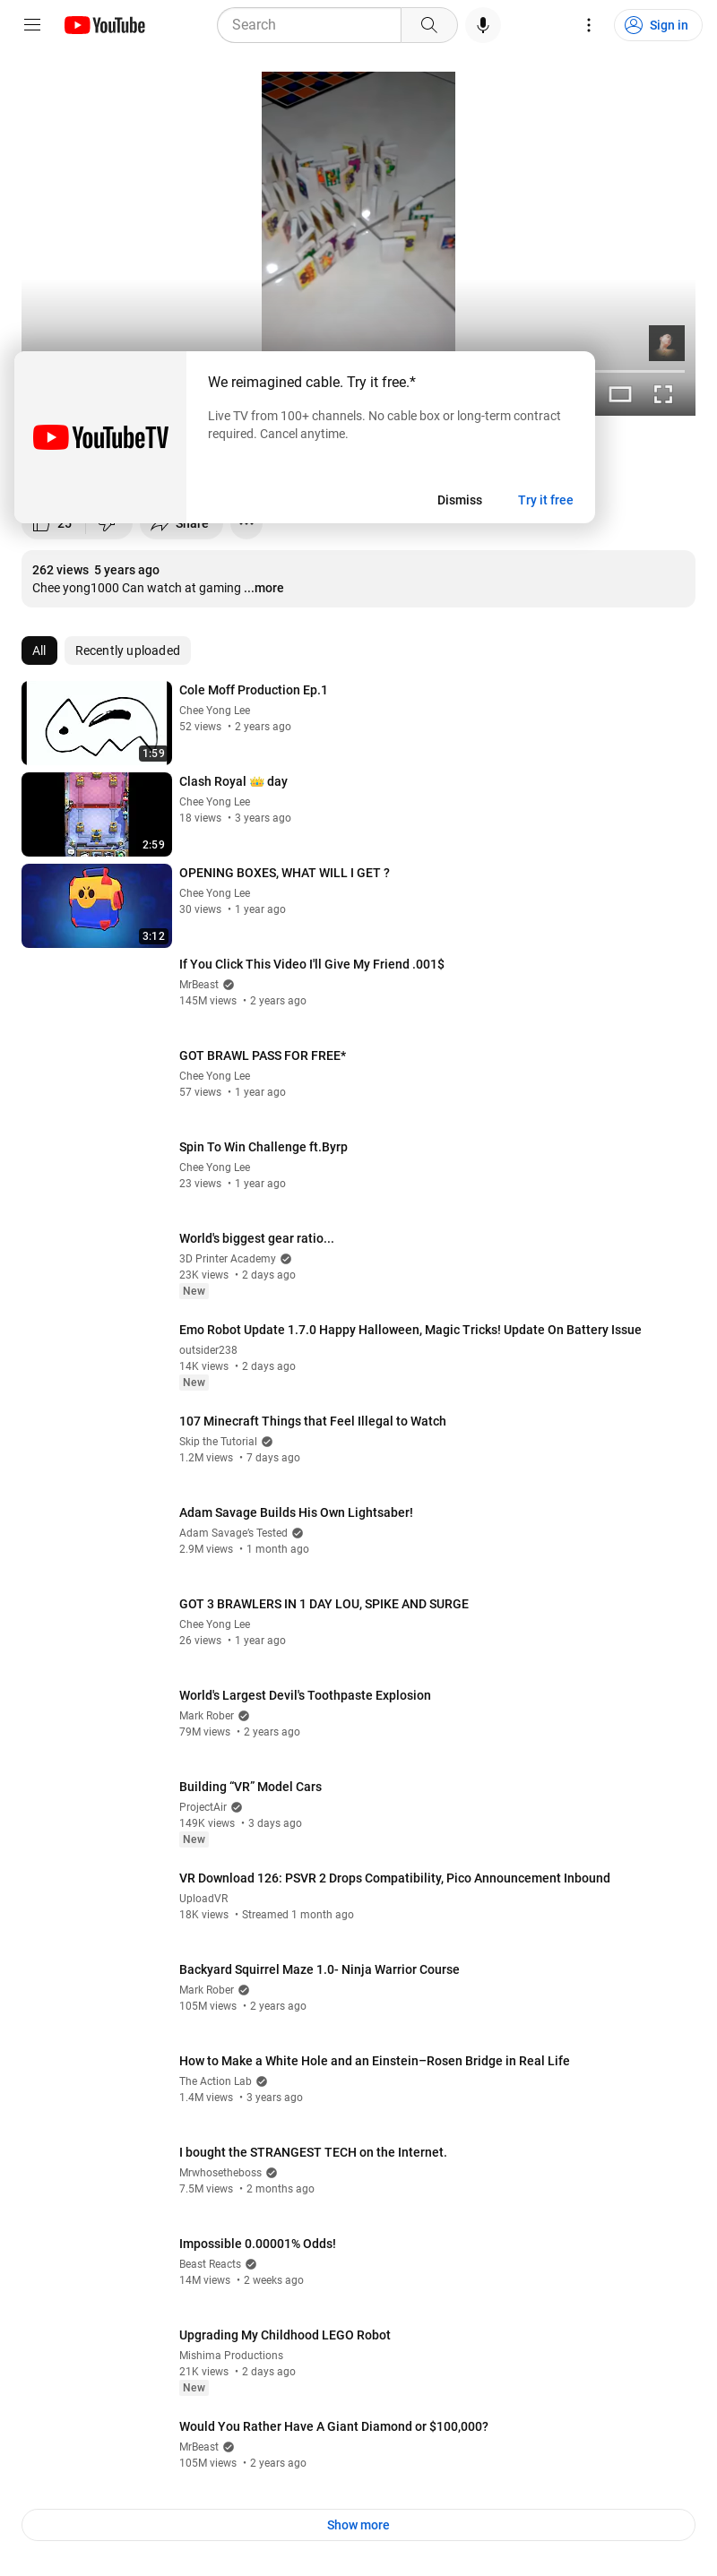 YouTube
Search
Sign in
We reimagined cable. Try it free.*
Live TV from 100+ channels. No cable box or long-term contract
required. Cancel anytime.
YouTubeTV
Dismiss
Try it free
25
Share
262 views 5 years ago
Chee yong1000 Can watch at gaming ...more
All
Recently uploaded
Cole Moff Production Ep.1
Chee Yong Lee
52 views • 2 years ago
1:59
Clash Royal 👑 day
Chee Yong Lee
18 views • 3 years ago
2:59
OPENING BOXES, WHAT WILL I GET ?
Chee Yong Lee
30 views • 1 year ago
3:12
If You Click This Video I'll Give My Friend .001$
MrBeast
145M views • 2 years ago
GOT BRAWL PASS FOR FREE*
Chee Yong Lee
57 views • 1 year ago
Spin To Win Challenge ft.Byrp
Chee Yong Lee
23 views • 1 year ago
World's biggest gear ratio...
3D Printer Academy
23K views • 2 days ago
New
Emo Robot Update 1.7.0 Happy Halloween, Magic Tricks! Update On Battery Issue
outsider238
14K views • 2 days ago
New
107 Minecraft Things that Feel Illegal to Watch
Skip the Tutorial
1.2M views • 7 days ago
Adam Savage Builds His Own Lightsaber!
Adam Savage’s Tested
2.9M views • 1 month ago
GOT 3 BRAWLERS IN 1 DAY LOU, SPIKE AND SURGE
Chee Yong Lee
26 views • 1 year ago
World's Largest Devil's Toothpaste Explosion
Mark Rober
79M views • 2 years ago
Building “VR” Model Cars
ProjectAir
149K views • 3 days ago
New
VR Download 126: PSVR 2 Drops Compatibility, Pico Announcement Inbound
UploadVR
18K views • Streamed 1 month ago
Backyard Squirrel Maze 1.0- Ninja Warrior Course
Mark Rober
105M views • 2 years ago
How to Make a White Hole and an Einstein–Rosen Bridge in Real Life
The Action Lab
1.4M views • 3 years ago
I bought the STRANGEST TECH on the Internet.
Mrwhosetheboss
7.5M views • 2 months ago
Impossible 0.00001% Odds!
Beast Reacts
14M views • 2 weeks ago
Upgrading My Childhood LEGO Robot
Mishima Productions
21K views • 2 days ago
New
Would You Rather Have A Giant Diamond or $100,000?
MrBeast
105M views • 2 years ago
Show more